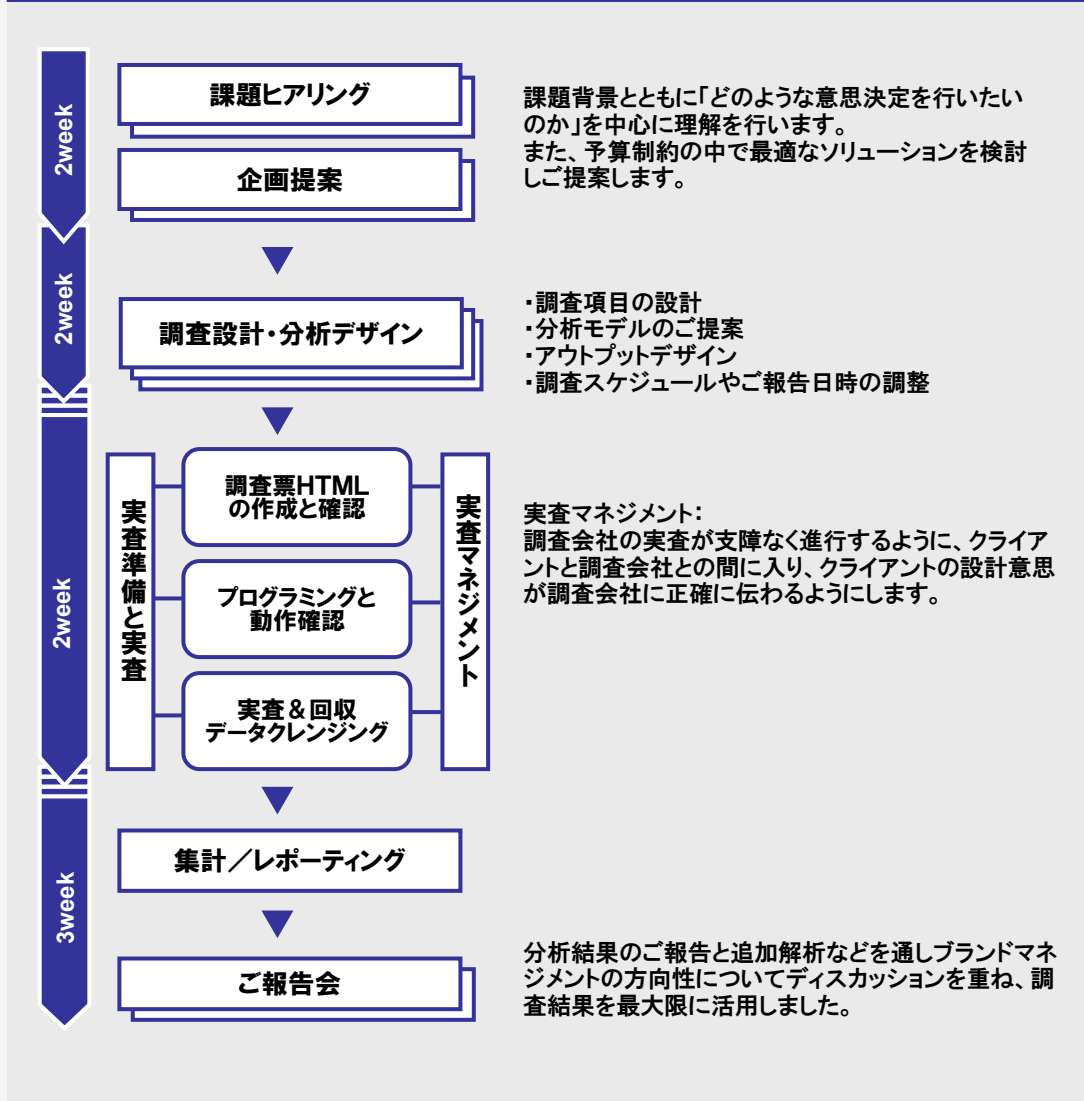 2week
課題ヒアリング
企画提案
課題背景とともに「どのような意思決定を行いたい
のか」を中心に理解を行います。
また、予算制約の中で最適なソリューションを検討
しご提案します。
2week
調査設計・分析デザイン
・調査項目の設計
・分析モデルのご提案
・アウトプットデザイン
・調査スケジュールやご報告日時の調整
2week
実査準備と実査
調査票HTML
の作成と確認
プログラミングと
動作確認
実査&回収
データクレンジング
実査マネジメント
実査マネジメント:
調査会社の実査が支障なく進行するように、クライア
ントと調査会社との間に入り、クライアントの設計意思
が調査会社に正確に伝わるようにします。
3week
集計/レポーティング
ご報告会
分析結果のご報告と追加解析などを通しブランドマネ
ジメントの方向性についてディスカッションを重ね、調
査結果を最大限に活用しました。